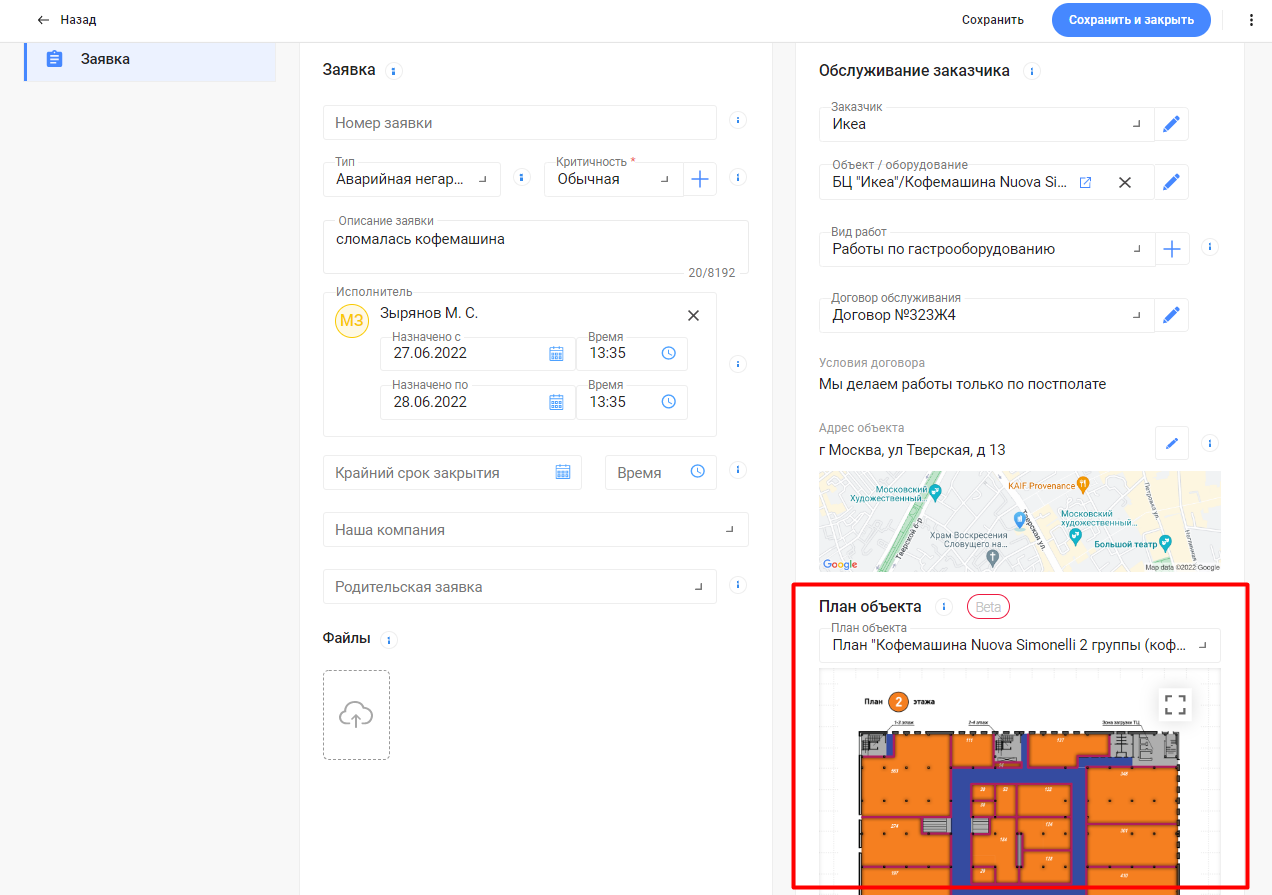 Назад
Сохранить
Сохранить и закрыть
Заявка
Заявка
Номер заявки
Тип
Аварийная негар...
Критичность *
Обычная
Описание заявки
сломалась кофемашина
20/8192
Исполнитель
МЗ
Зырянов М. С.
Назначено с
27.06.2022
Время
13:35
Назначено по
28.06.2022
Время
13:35
Крайний срок закрытия
Время
Наша компания
Родительская заявка
Файлы
Обслуживание заказчика
Заказчик
Икеа
Объект / оборудование
БЦ "Икеа"/Кофемашина Nuova Si...
Вид работ
Работы по гастрооборудованию
Договор обслуживания
Договор №323Ж4
Условия договора
Мы делаем работы только по постполате
Адрес объекта
г Москва, ул Тверская, д 13
Московский
Художественный...
KAIF Provenance
Петровка ул.
Тверской б-р
Тверская ул.
Московский
художественный...
Храм Воскресения
Словущего на...
Большой театр
Неглинная
Google
Map data ©2022 Google
План объекта
Beta
План объекта
План "Кофемашина Nuova Simonelli 2 группы (коф...
План 2 этажа
1-2 этаж
2-4 этаж
Зона загрузки ТЦ